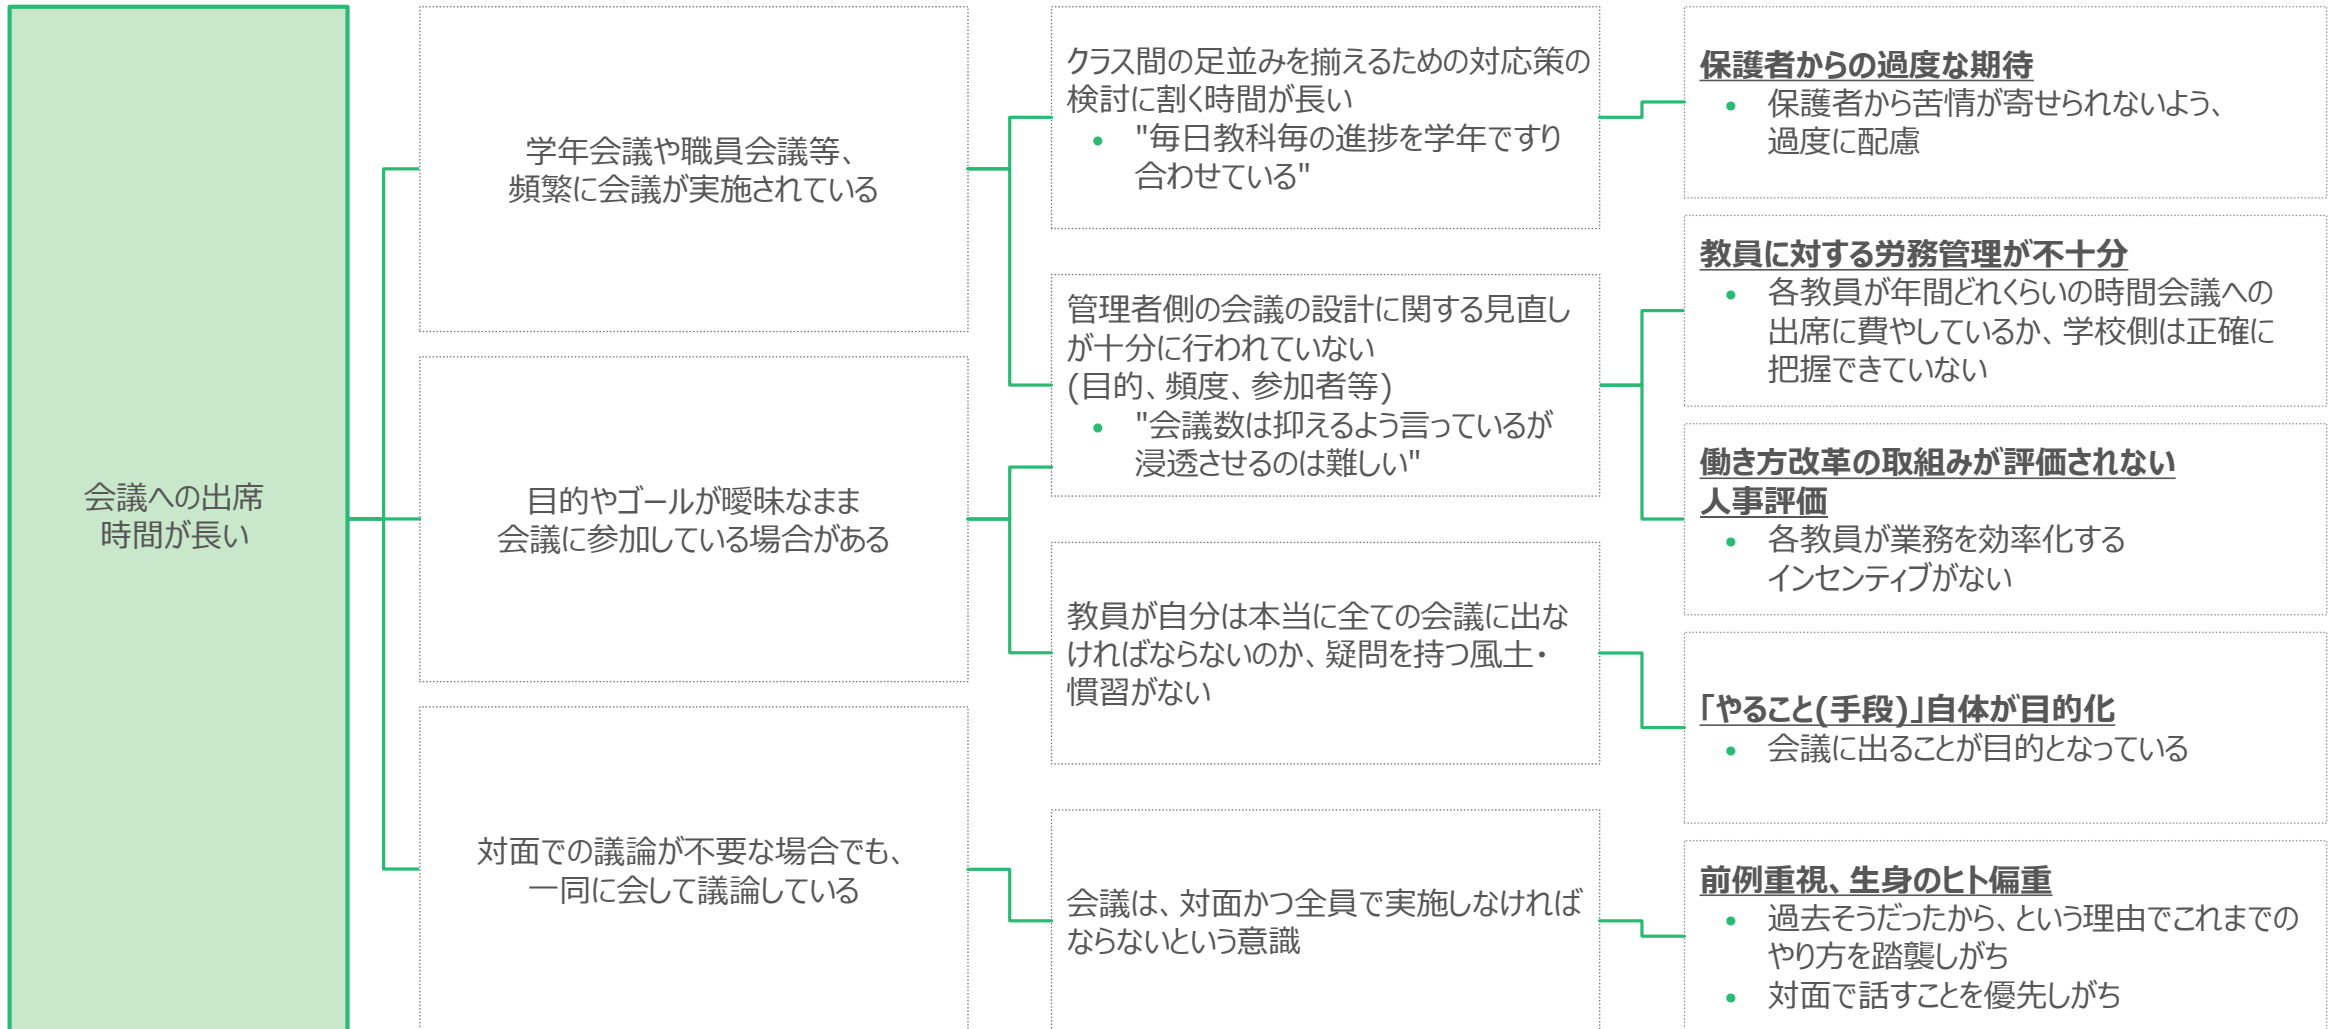 会議への出席
時間が長い
学年会議や職員会議等、
頻繁に会議が実施されている
目的やゴールが曖昧なまま
会議に参加している場合がある
対面での議論が不要な場合でも、
一同に会して議論している
クラス間の足並みを揃えるための対応策の
検討に割く時間が長い
• "毎日教科毎の進捗を学年ですり
合わせている"
管理者側の会議の設計に関する見直し
が十分に行われていない
(目的、頻度、参加者等)
• "会議数は抑えるよう言っているが
浸透させるのは難しい"
教員が自分は本当に全ての会議に出な
ければならないのか、疑問を持つ風土・
慣習がない
会議は、対面かつ全員で実施しなければ
ならないという意識
保護者からの過度な期待
• 保護者から苦情が寄せられないよう、
過度に配慮
教員に対する労務管理が不十分
• 各教員が年間どれくらいの時間会議への
出席に費やしているか、学校側は正確に
把握できていない
働き方改革の取組みが評価されない
人事評価
• 各教員が業務を効率化する
インセンティブがない
「やること(手段)」自体が目的化
• 会議に出ることが目的となっている
前例重視、生身のヒト偏重
• 過去そうだったから、という理由でこれまでの
やり方を踏襲しがち
• 対面で話すことを優先しがち